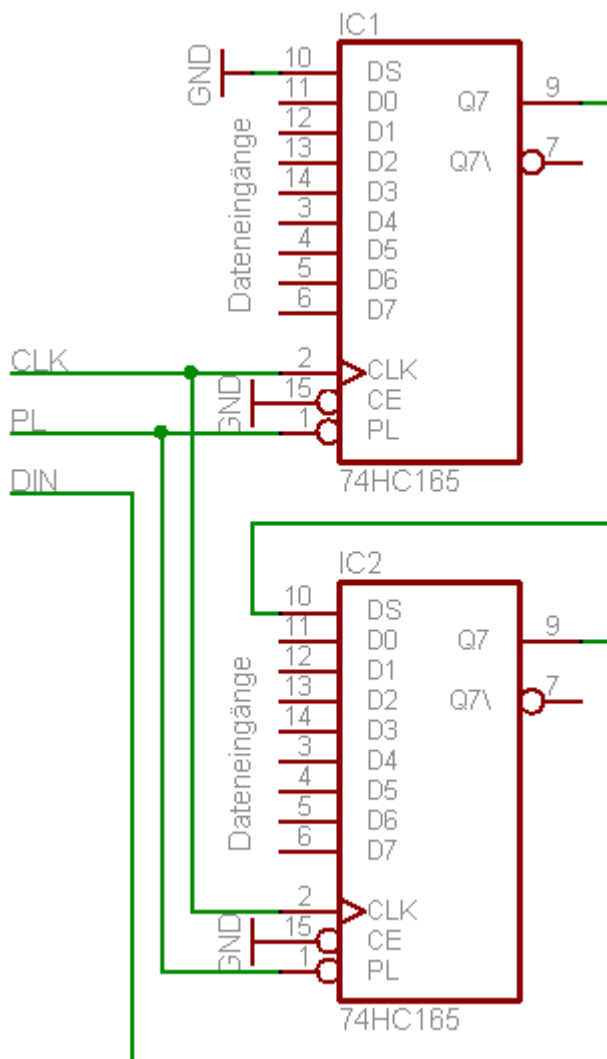 IC1
GND
10 DS
11 D0
12 D1
13 D2
14 D3
3 D4
4 D5
5 D6
6 D7
Q7 9
Q7\ 7
Dateneingänge
CLK
2 CLK
GND
15 CE
PL
1 PL
DIN
74HC165
IC2
10 DS
11 D0
12 D1
13 D2
14 D3
3 D4
4 D5
5 D6
6 D7
Q7 9
Q7\ 7
Dateneingänge
2 CLK
GND
15 CE
1 PL
74HC165